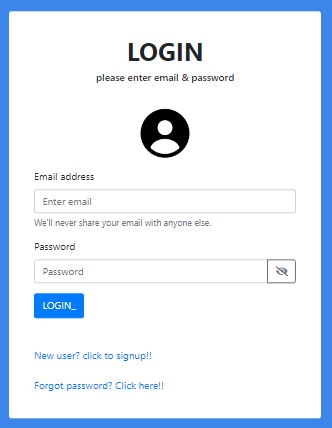 LOGIN
please enter email & password
Email address
Enter email
We'll never share your email with anyone else.
Password
Password
LOGIN_
New user? click to signup!!
Forgot password? Click here!!